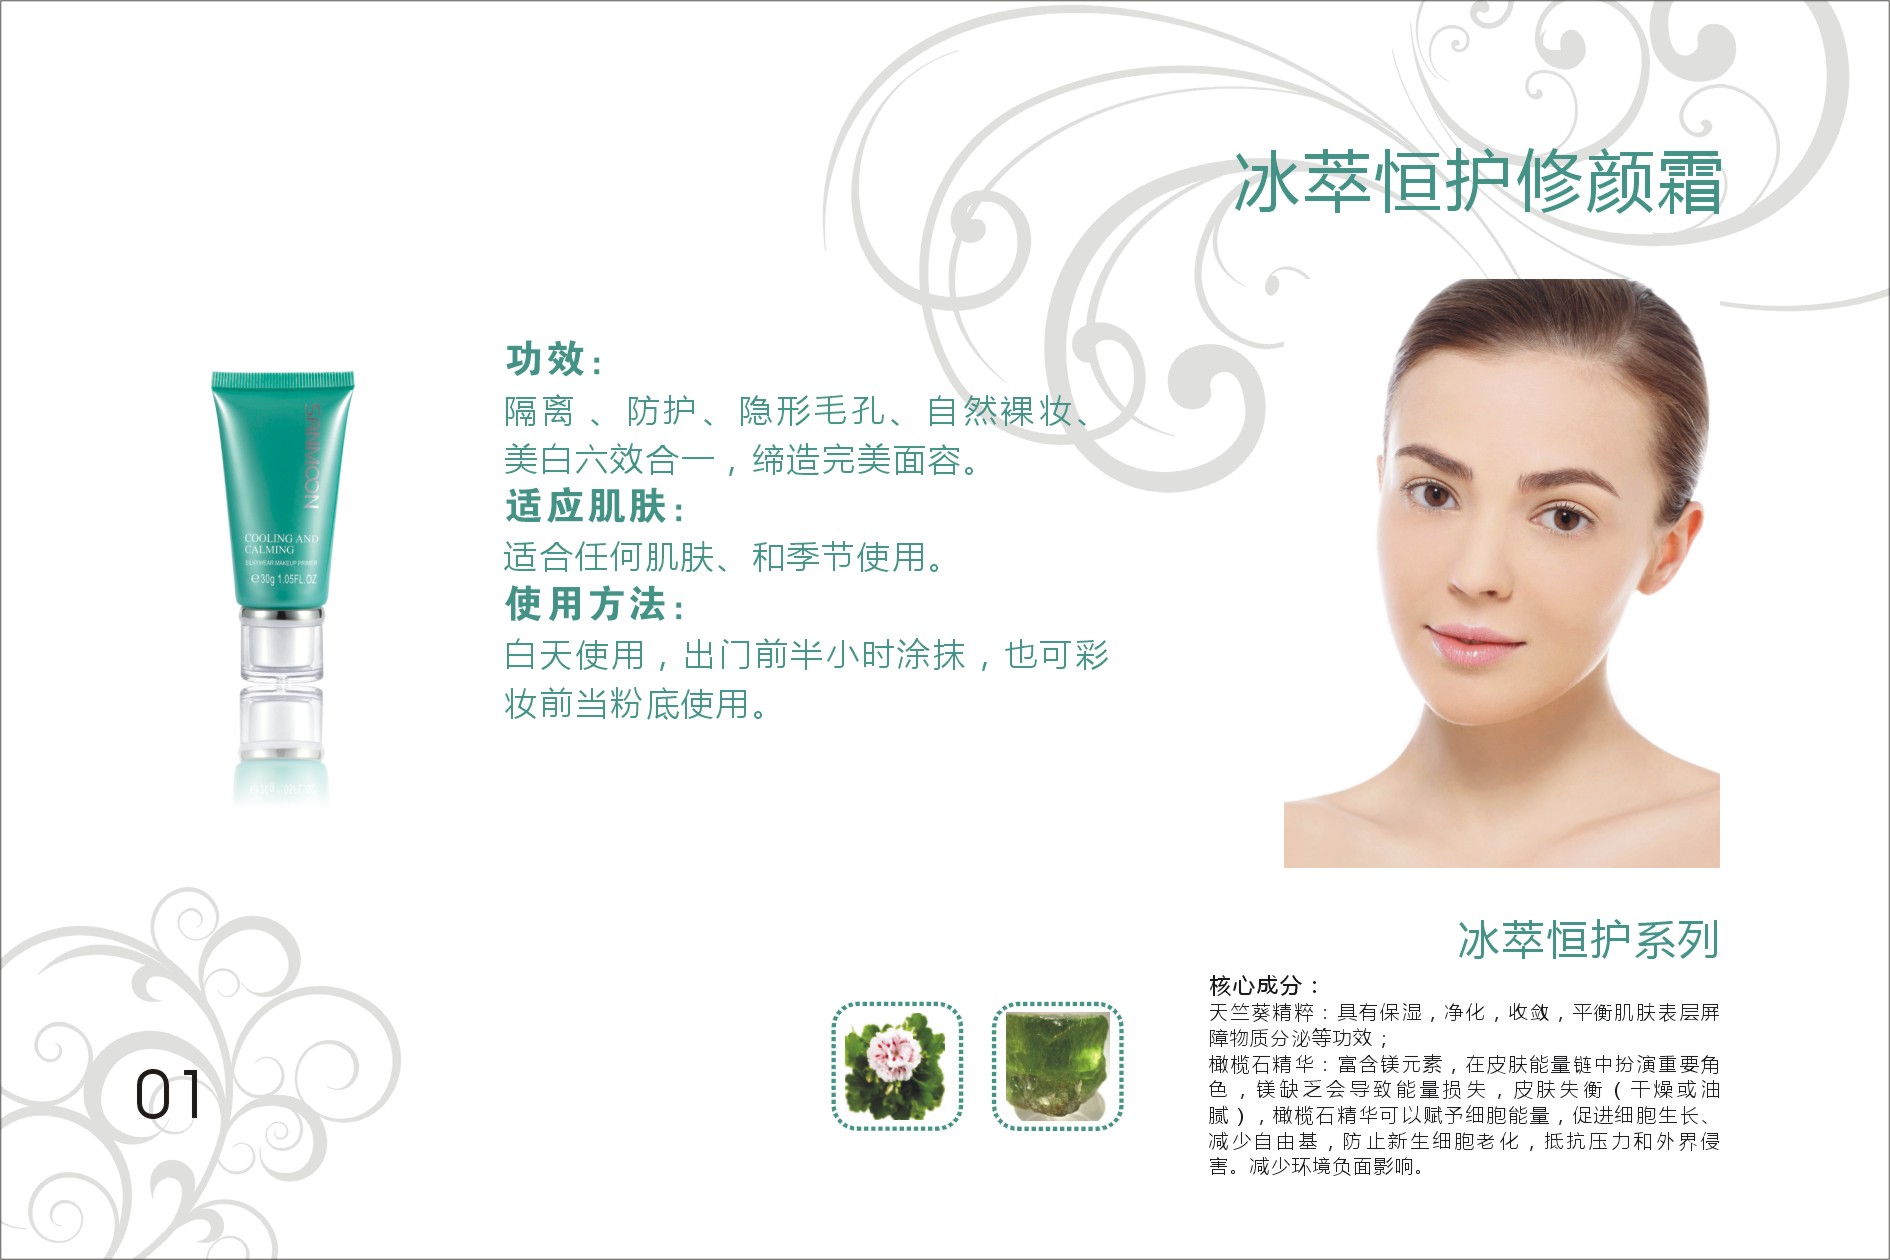 冰萃恒护修颜霜
功效：
隔离 、防护、隐形毛孔、自然裸妆、
美白六效合一，缔造完美面容。
适应肌肤：
适合任何肌肤、和季节使用。
使用方法：
白天使用，出门前半小时涂抹，也可彩
妆前当粉底使用。
SANMOON
COOLING AND
CALMING
SILKYWEAR MAKEUP PRIMER
℮30g 1.05FL.OZ
冰萃恒护系列
核心成分：
天竺葵精粹：具有保湿，净化，收敛，平衡肌肤表层屏
障物质分泌等功效；
橄榄石精华：富含镁元素，在皮肤能量链中扮演重要角
色，镁缺乏会导致能量损失，皮肤失衡（干燥或油
腻），橄榄石精华可以赋予细胞能量，促进细胞生长、
减少自由基，防止新生细胞老化，抵抗压力和外界侵
害。减少环境负面影响。
01